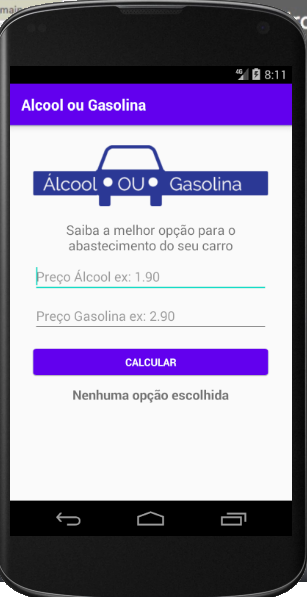 main
4G 8:11
Alcool ou Gasolina
Álcool OU Gasolina
Saiba a melhor opção para o
abastecimento do seu carro
Preço Álcool ex: 1.90
Preço Gasolina ex: 2.90
CALCULAR
Nenhuma opção escolhida